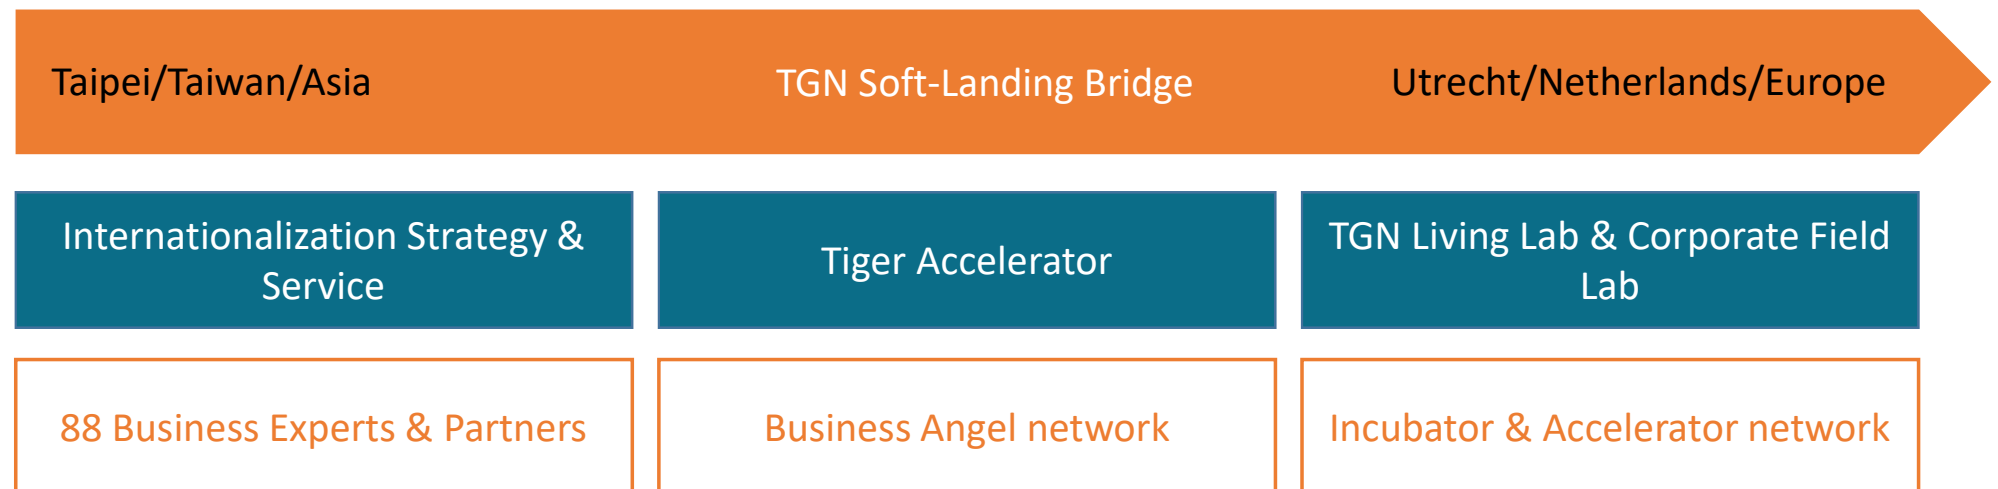 Taipei/Taiwan/Asia
TGN Soft-Landing Bridge
Utrecht/Netherlands/Europe
Internationalization Strategy &
Service
Tiger Accelerator
TGN Living Lab & Corporate Field
Lab
88 Business Experts & Partners
Business Angel network
Incubator & Accelerator network